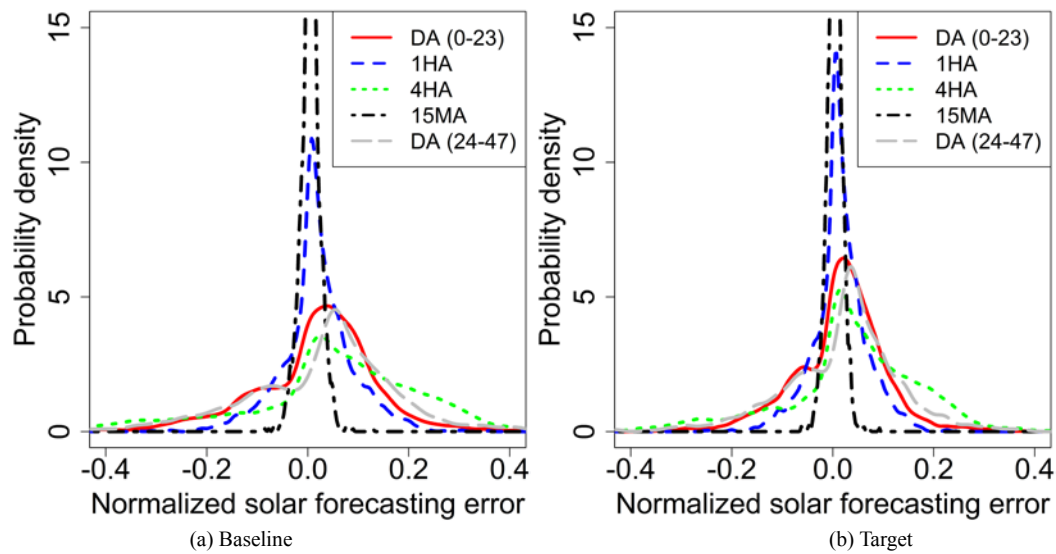 Probability density
15
10
5
0
-0.4 -0.2 0.0 0.2 0.4
Normalized solar forecasting error
DA (0-23)
1HA
4HA
15MA
DA (24-47)
(a) Baseline
Probability density
15
10
5
0
-0.4 -0.2 0.0 0.2 0.4
Normalized solar forecasting error
DA (0-23)
1HA
4HA
15MA
DA (24-47)
(b) Target